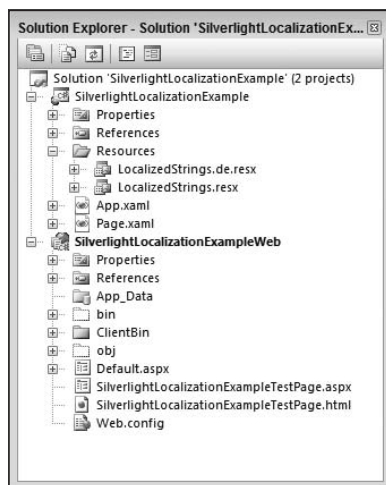 Solution Explorer - Solution 'SilverlightLocalizationEx...
Solution 'SilverlightLocalizationExample' (2 projects)
SilverlightLocalizationExample
Properties
References
Resources
LocalizedStrings.de.resx
LocalizedStrings.resx
App.xaml
Page.xaml
SilverlightLocalizationExampleWeb
Properties
References
App_Data
bin
ClientBin
obj
Default.aspx
SilverlightLocalizationExampleTestPage.aspx
SilverlightLocalizationExampleTestPage.html
Web.config